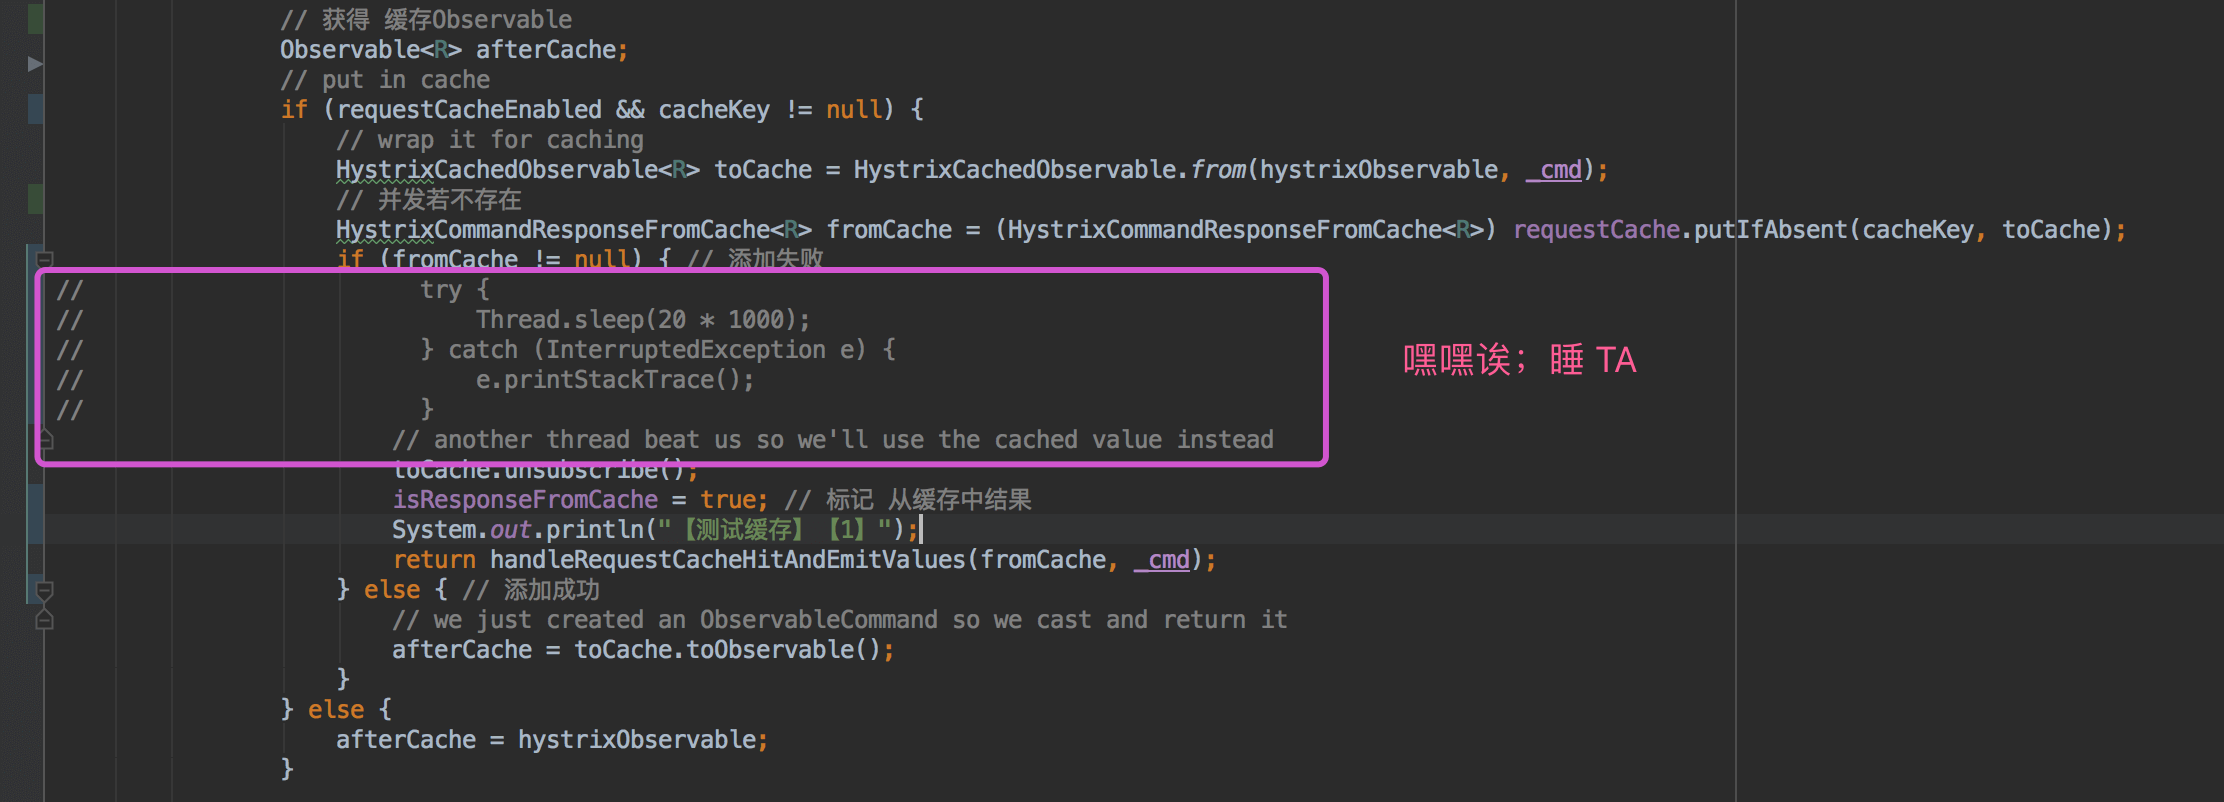 // 获得 缓存Observable
Observable<R> afterCache;
// put in cache
if (requestCacheEnabled && cacheKey != null) {
// wrap it for caching
HystrixCachedObservable<R> toCache = HystrixCachedObservable.from(hystrixObservable, _cmd);
// 并发若不存在
HystrixCommandResponseFromCache<R> fromCache = (HystrixCommandResponseFromCache<R>) requestCache.putIfAbsent(cacheKey, toCache);
if (fromCache != null) { // 添加失败
// try {
// Thread.sleep(20 * 1000);
// } catch (InterruptedException e) {
// e.printStackTrace();
// }
嘿嘿诶；睡 TA
// another thread beat us so we'll use the cached value instead
toCache.unsubscribe();
isResponseFromCache = true; // 标记 从缓存中结果
System.out.println("【测试缓存】【1】");
return handleRequestCacheHitAndEmitValues(fromCache, _cmd);
} else { // 添加成功
// we just created an ObservableCommand so we cast and return it
afterCache = toCache.toObservable();
}
} else {
afterCache = hystrixObservable;
}